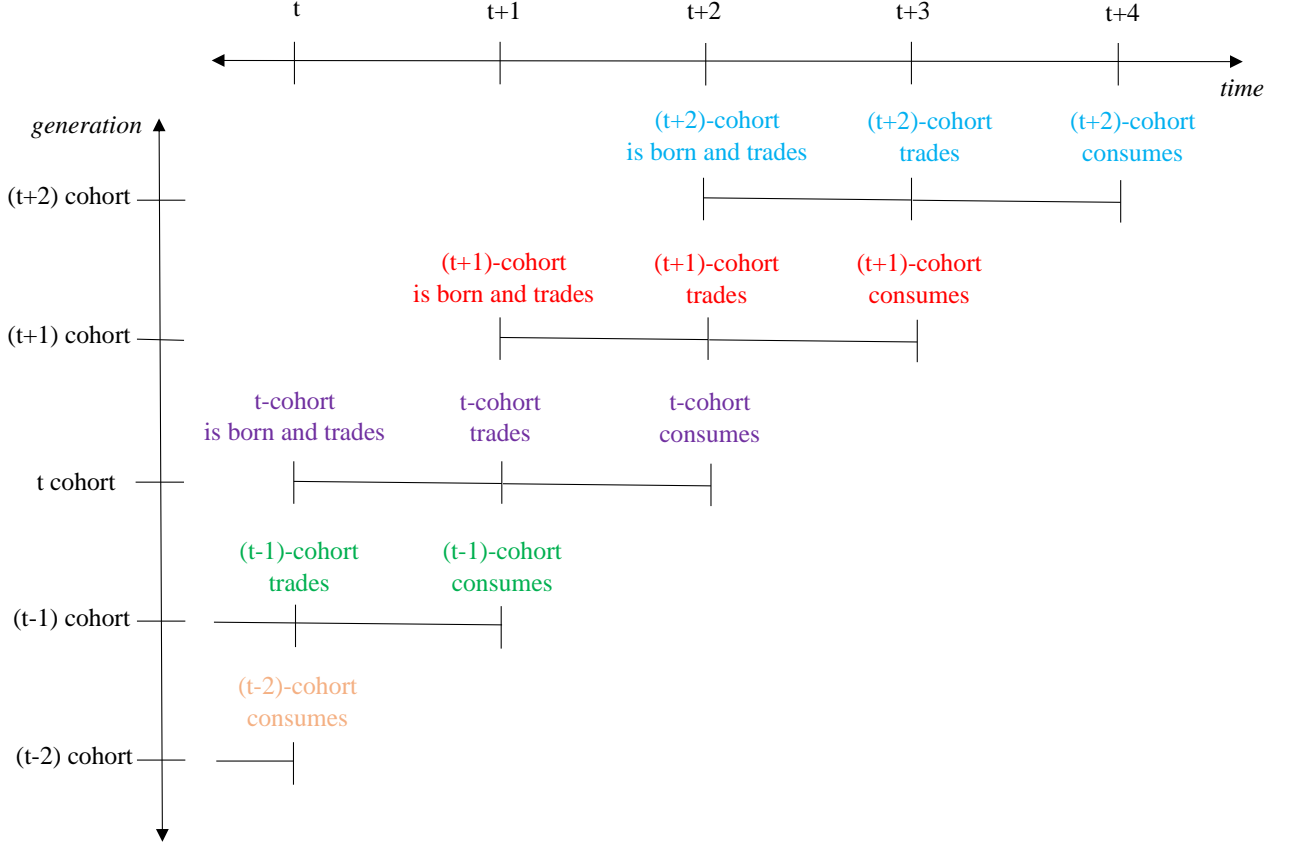 t
t+1
t+2
t+3
t+4
time
generation
(t+2)-cohort
is born and trades
(t+2)-cohort
trades
(t+2)-cohort
consumes
(t+2) cohort
(t+1)-cohort
is born and trades
(t+1)-cohort
trades
(t+1)-cohort
consumes
(t+1) cohort
t-cohort
is born and trades
t-cohort
trades
t-cohort
consumes
t cohort
(t-1)-cohort
trades
(t-1)-cohort
consumes
(t-1) cohort
(t-2)-cohort
consumes
(t-2) cohort